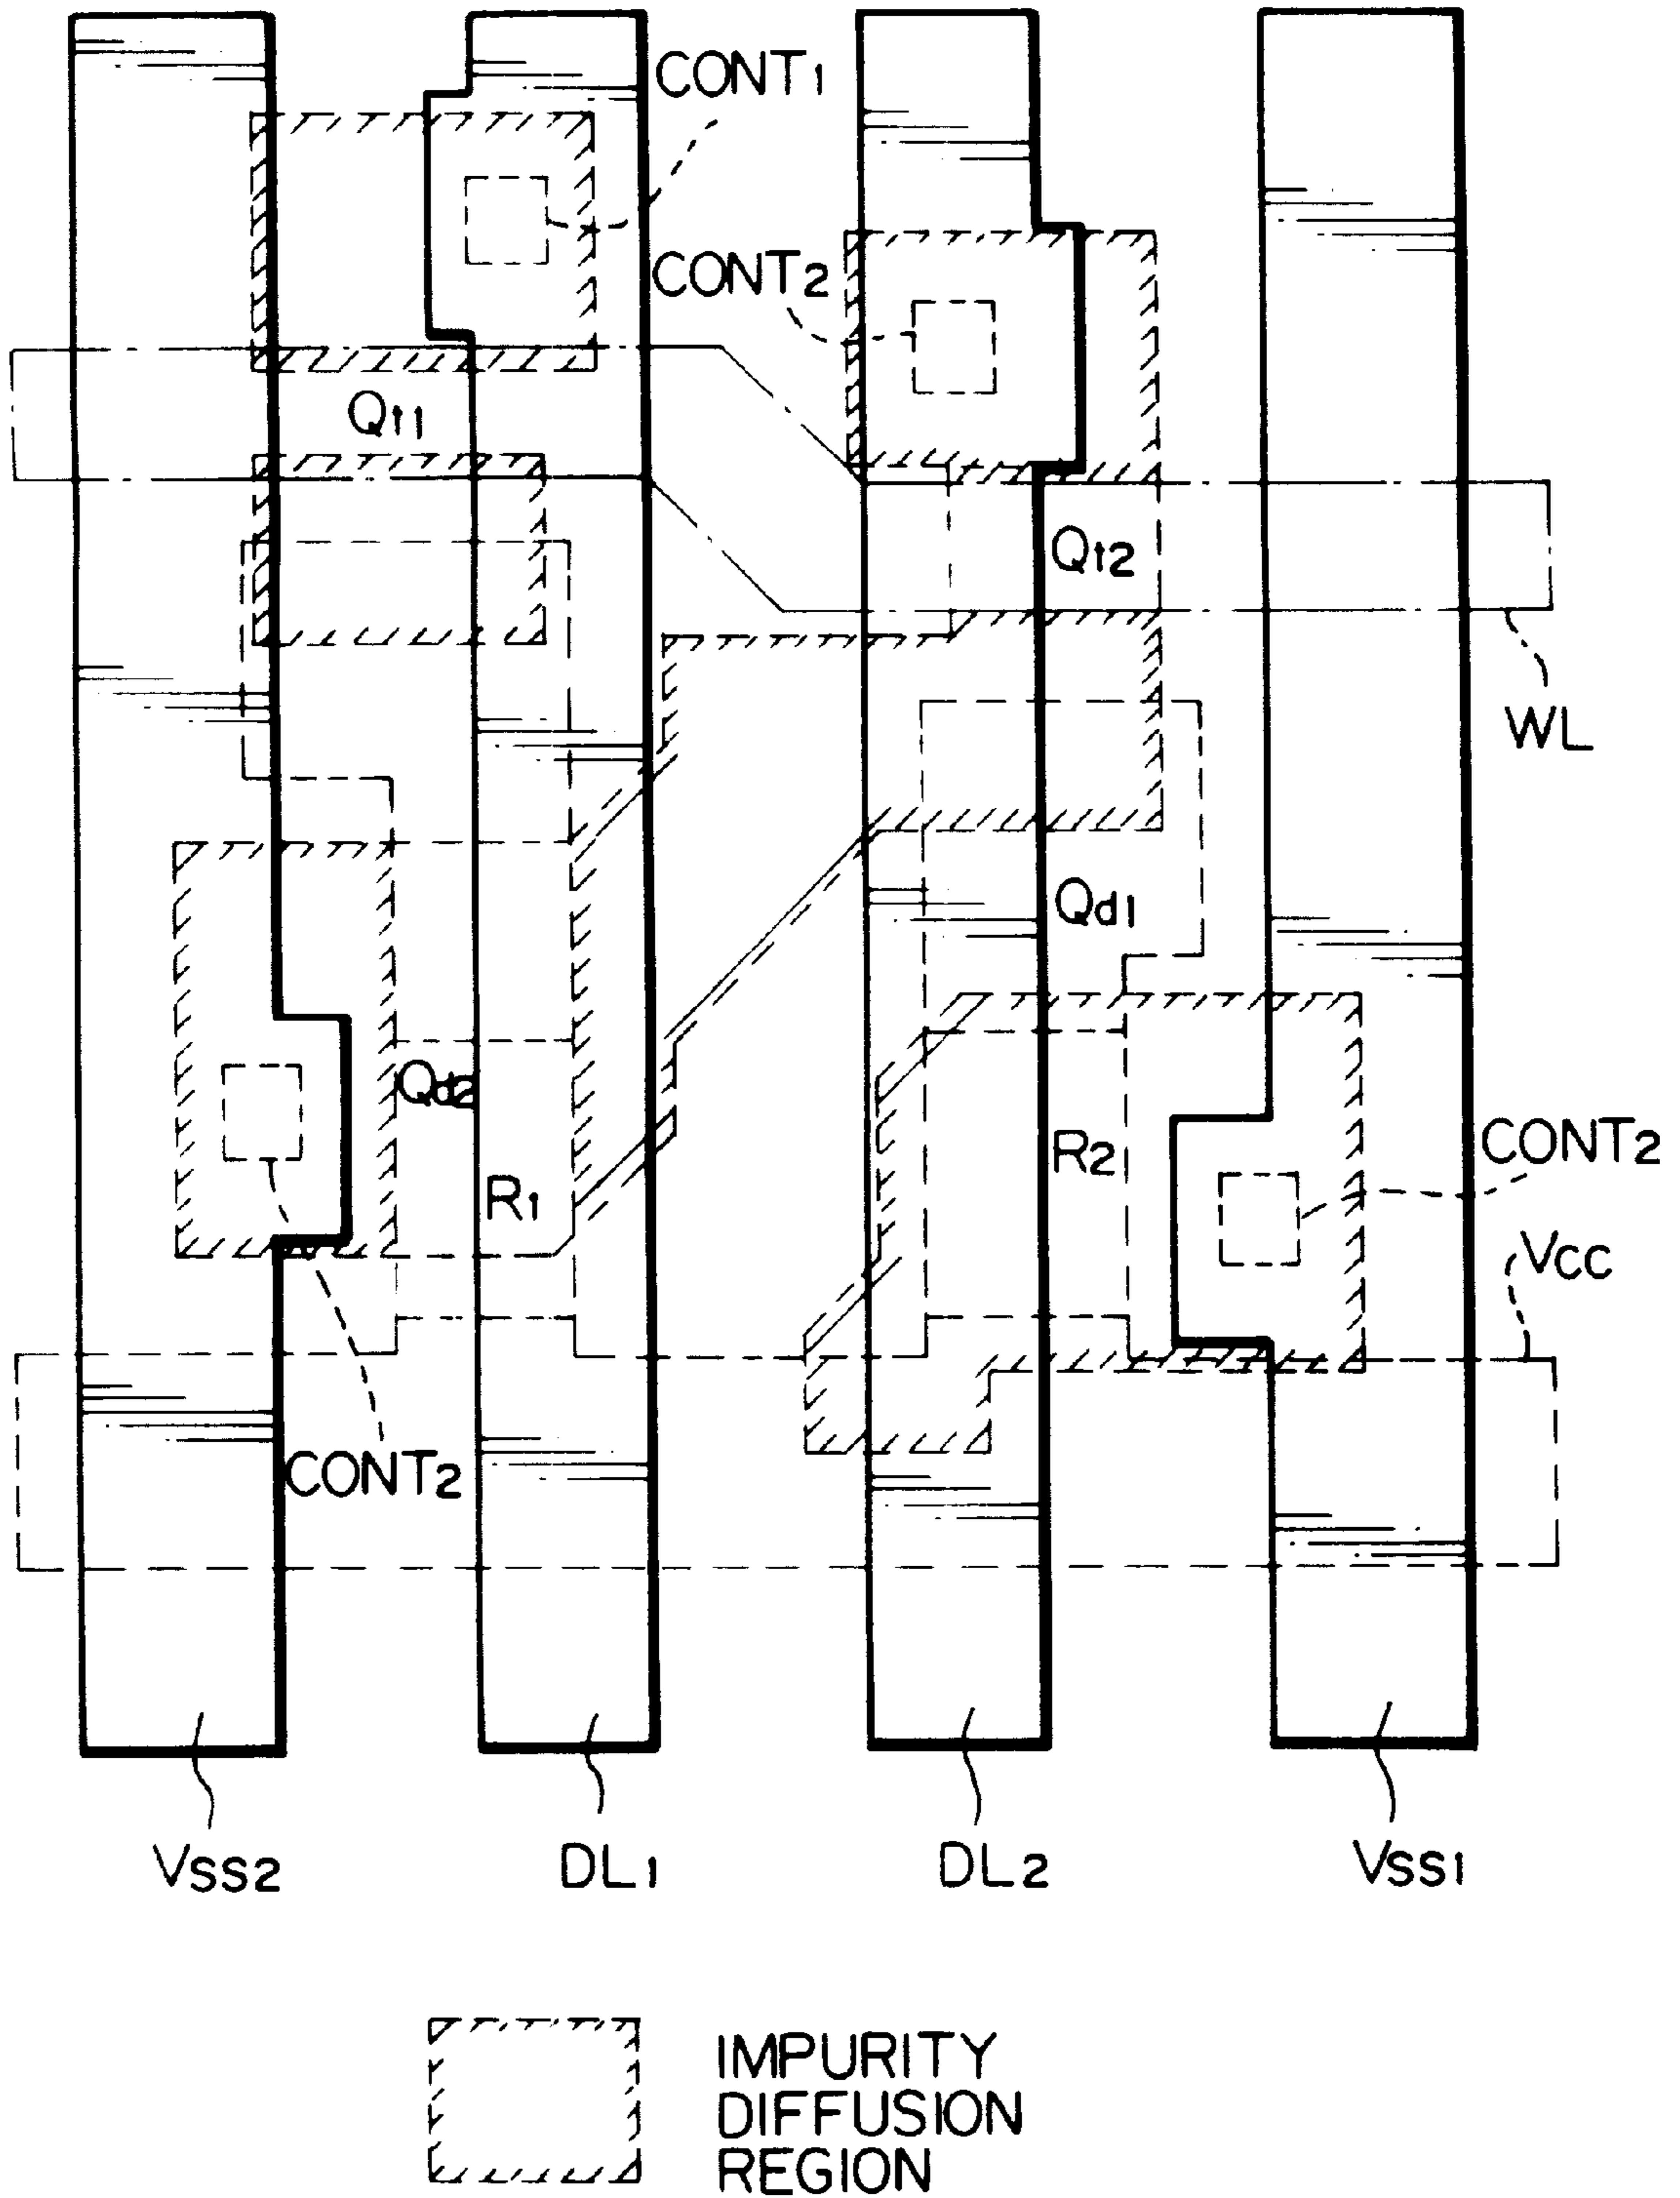 CONT1
CONT2
Qt1
Qt2
WL
Qd1
Qd2
R1
R2
CONT2
Vcc
CONT2
Vss2
DL1
DL2
Vss1
IMPURITY
DIFFUSION
REGION